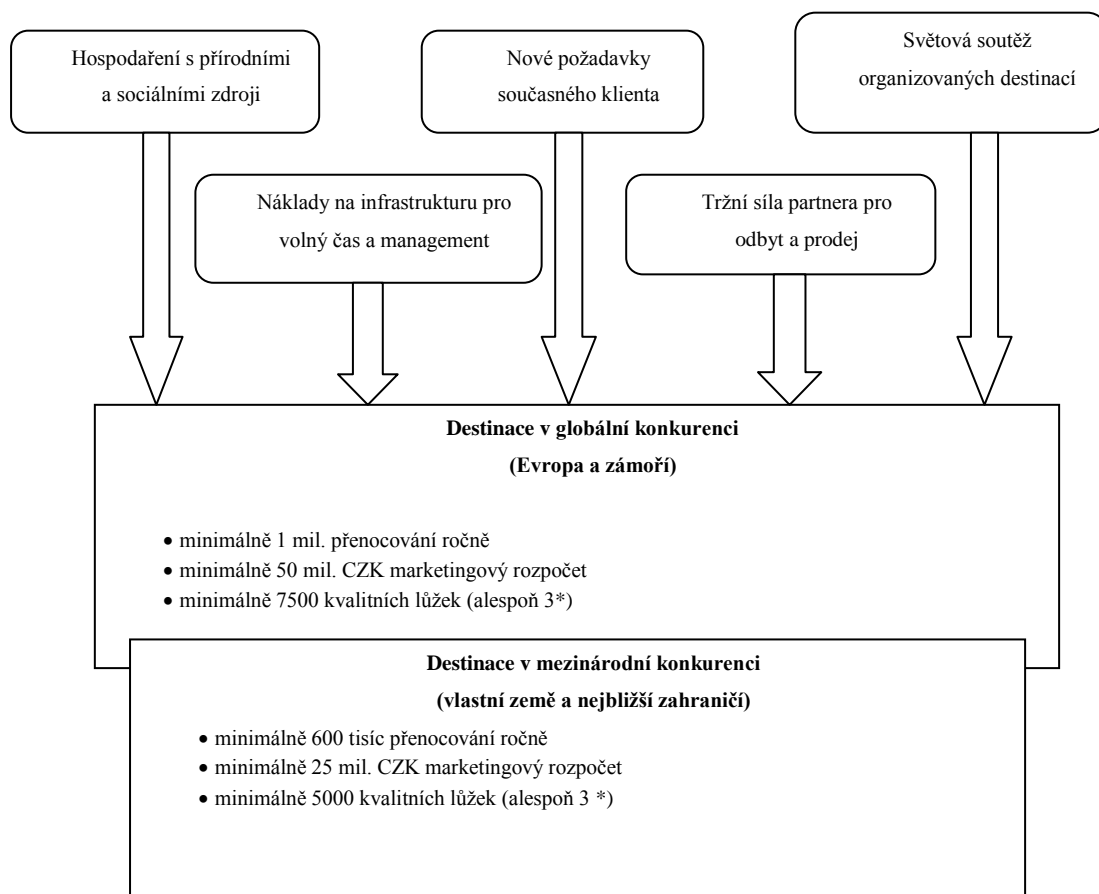 Hospodaření s přírodními
a sociálními zdroji
Nové požadavky
současného klienta
Světová soutěž
organizovaných destinací
Náklady na infrastrukturu pro
volný čas a management
Tržní síla partnera pro
odbyt a prodej
Destinace v globální konkurenci
(Evropa a zámoří)
• minimálně 1 mil. přenocování ročně
• minimálně 50 mil. CZK marketingový rozpočet
• minimálně 7500 kvalitních lůžek (alespoň 3*)
Destinace v mezinárodní konkurenci
(vlastní země a nejbližší zahraničí)
• minimálně 600 tisíc přenocování ročně
• minimálně 25 mil. CZK marketingový rozpočet
• minimálně 5000 kvalitních lůžek (alespoň 3 *)